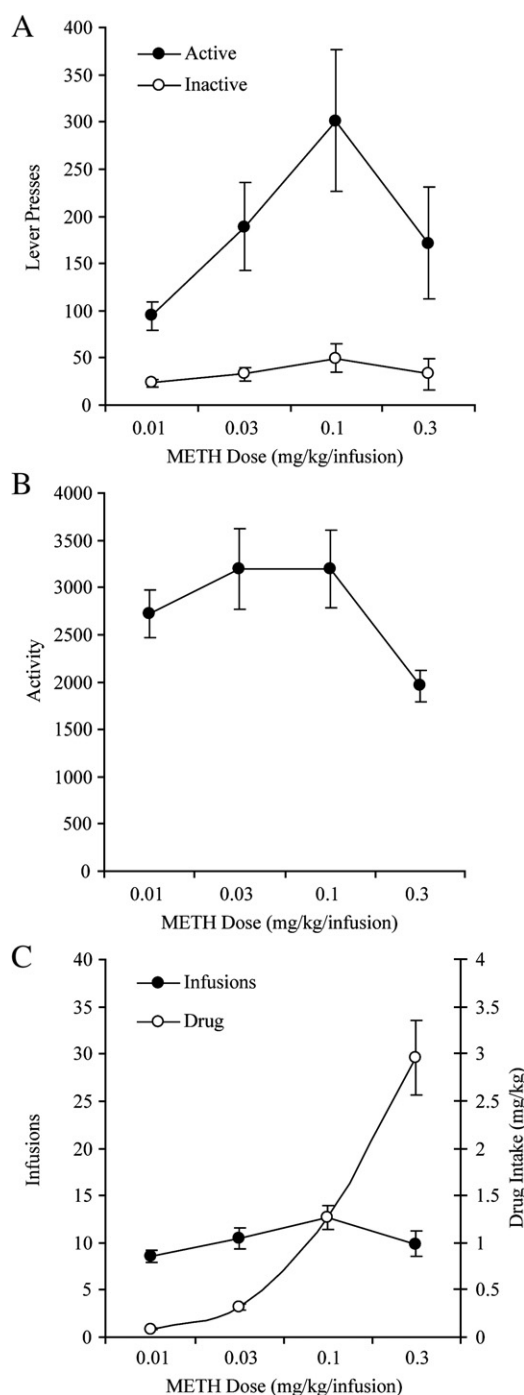 A
400
350
300
250
200
150
100
50
0
Lever Presses
Active
Inactive
0.01 0.03 0.1 0.3
METH Dose (mg/kg/infusion)
B
4000
3500
3000
2500
2000
1500
1000
500
0
Activity
0.01 0.03 0.1 0.3
METH Dose (mg/kg/infusion)
C
40
35
30
25
20
15
10
5
0
Infusions
Infusions
Drug
4
3.5
3
2.5
2
1.5
1
0.5
0
Drug Intake (mg/kg)
0.01 0.03 0.1 0.3
METH Dose (mg/kg/infusion)